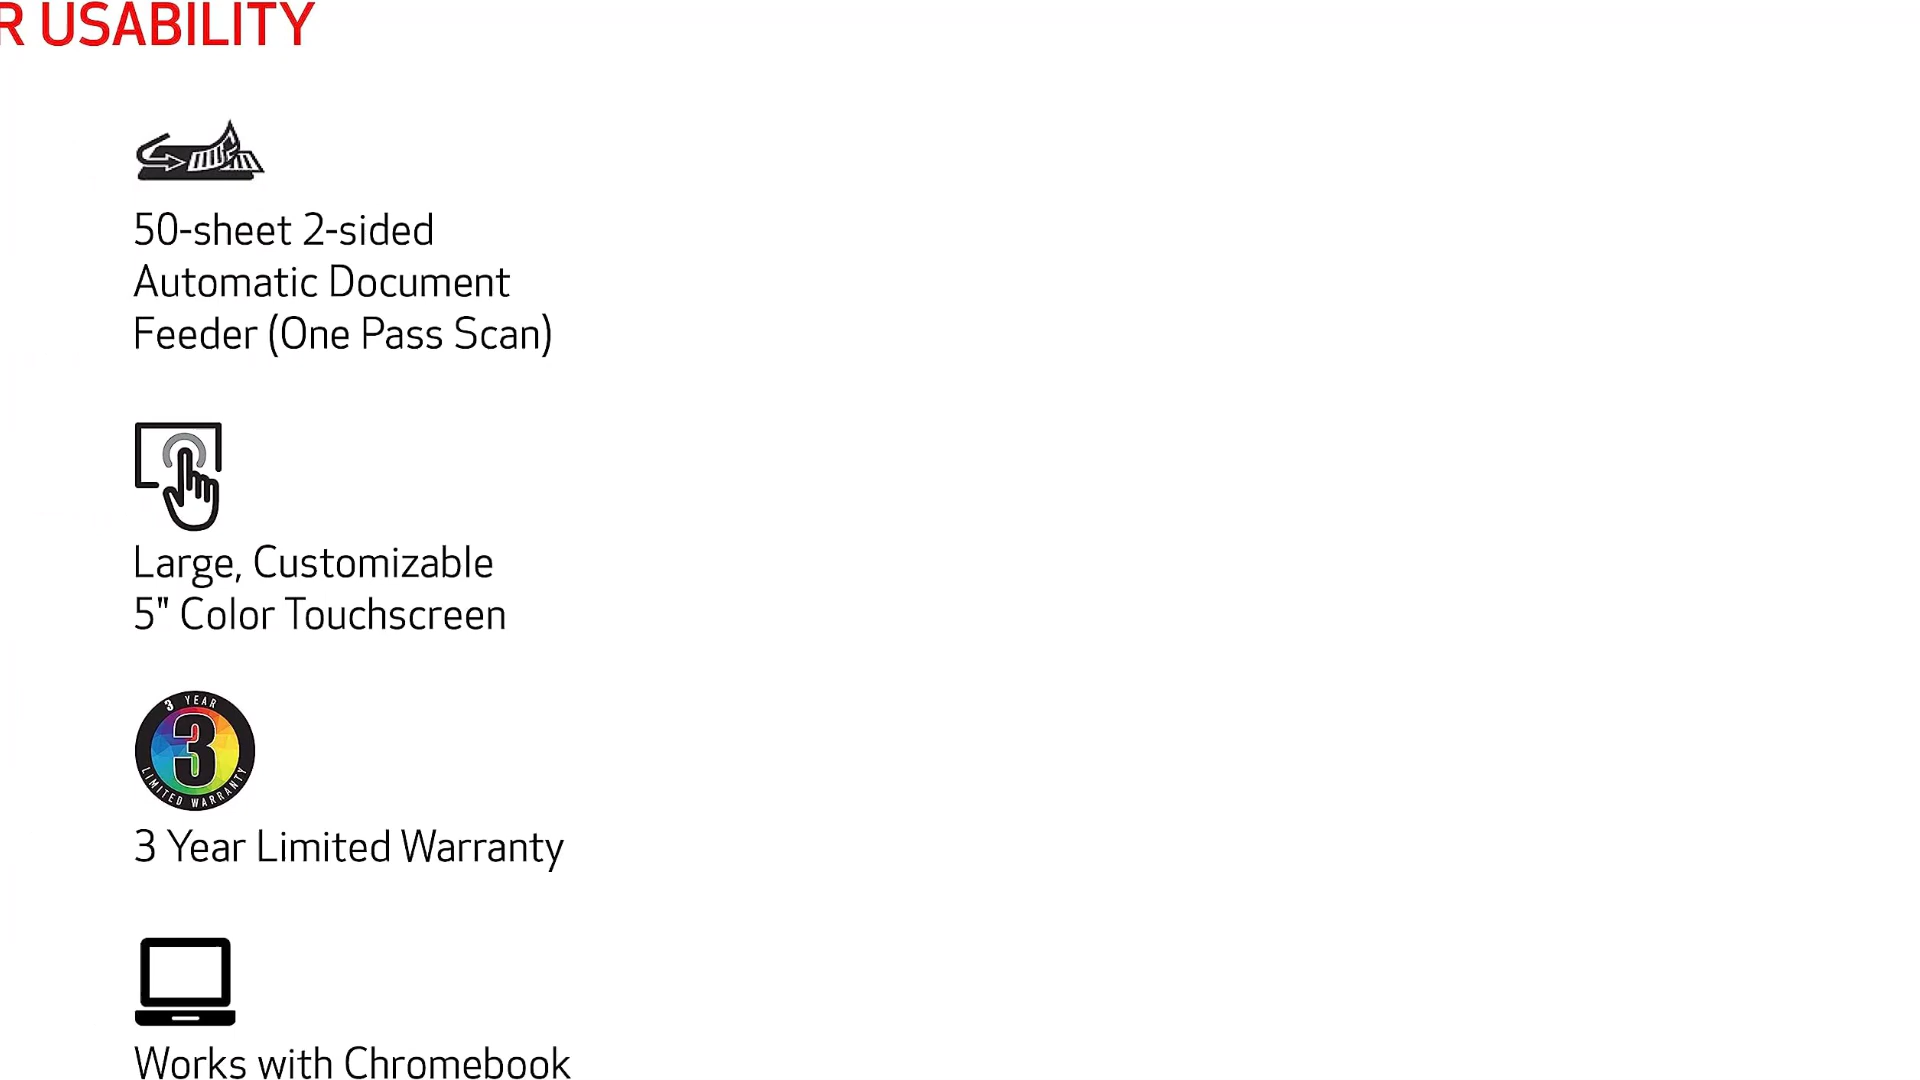 R USABILITY
50-sheet 2-sided
Automatic Document
Feeder (One Pass Scan)
Large, Customizable
5" Color Touchscreen
3 YEAR
3
LIMITED WARRANTY
3 Year Limited Warranty
Works with Chromebook